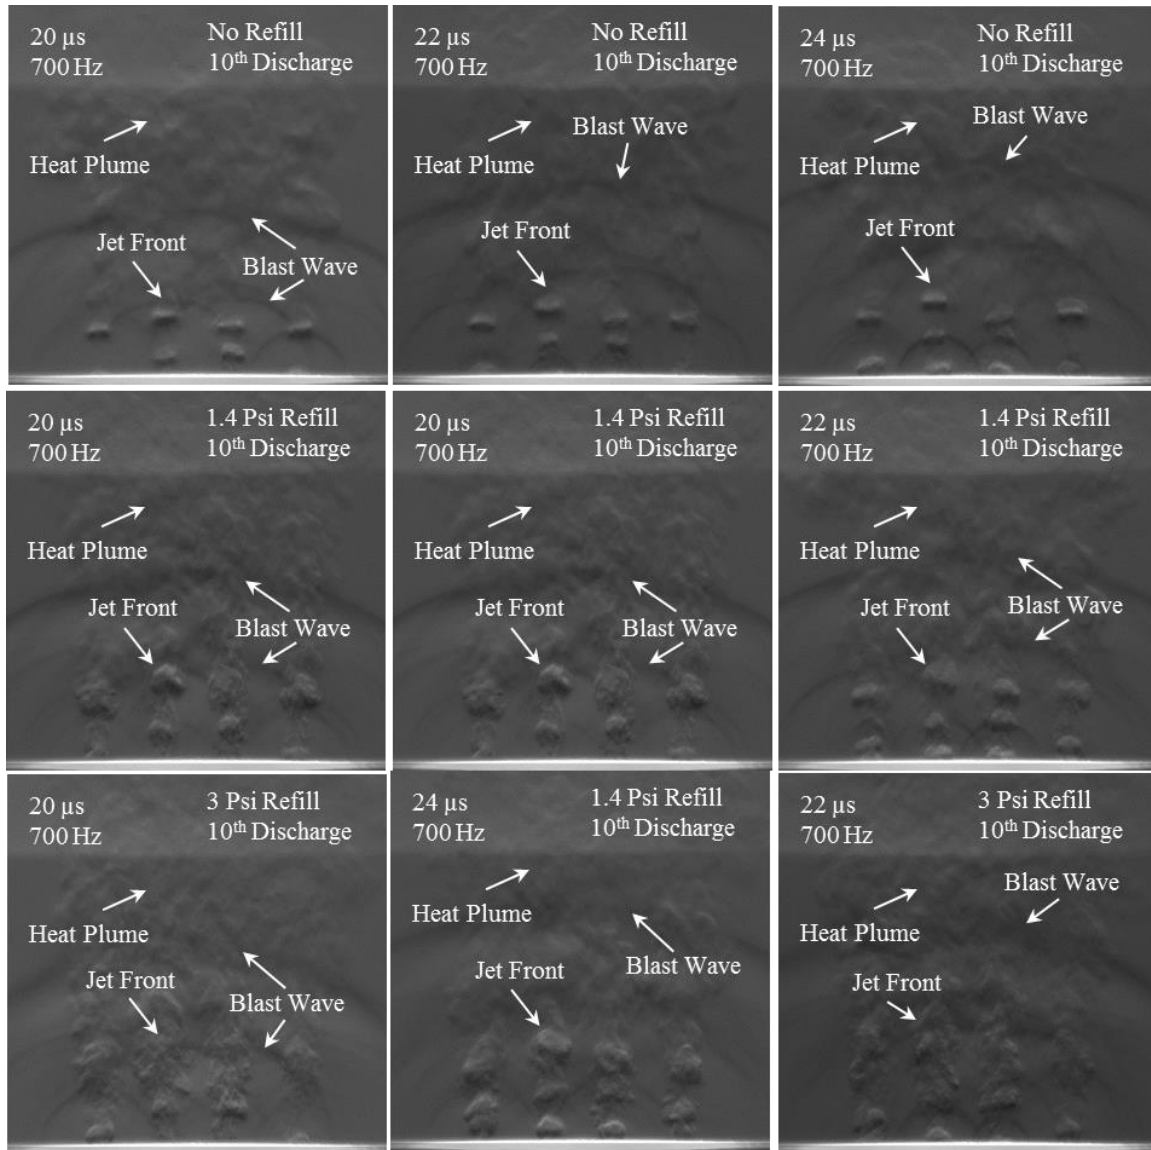 20 µs
700 Hz
No Refill
10th Discharge
Heat Plume
Jet Front
Blast Wave
22 µs
700 Hz
No Refill
10th Discharge
Blast Wave
Heat Plume
Jet Front
24 µs
700 Hz
No Refill
10th Discharge
Blast Wave
Heat Plume
Jet Front
20 µs
700 Hz
1.4 Psi Refill
10th Discharge
Heat Plume
Jet Front
Blast Wave
20 µs
700 Hz
1.4 Psi Refill
10th Discharge
Heat Plume
Jet Front
Blast Wave
22 µs
700 Hz
1.4 Psi Refill
10th Discharge
Heat Plume
Blast Wave
Jet Front
20 µs
700 Hz
3 Psi Refill
10th Discharge
Heat Plume
Jet Front
Blast Wave
24 µs
700 Hz
1.4 Psi Refill
10th Discharge
Heat Plume
Jet Front
Blast Wave
22 µs
700 Hz
3 Psi Refill
10th Discharge
Blast Wave
Heat Plume
Jet Front